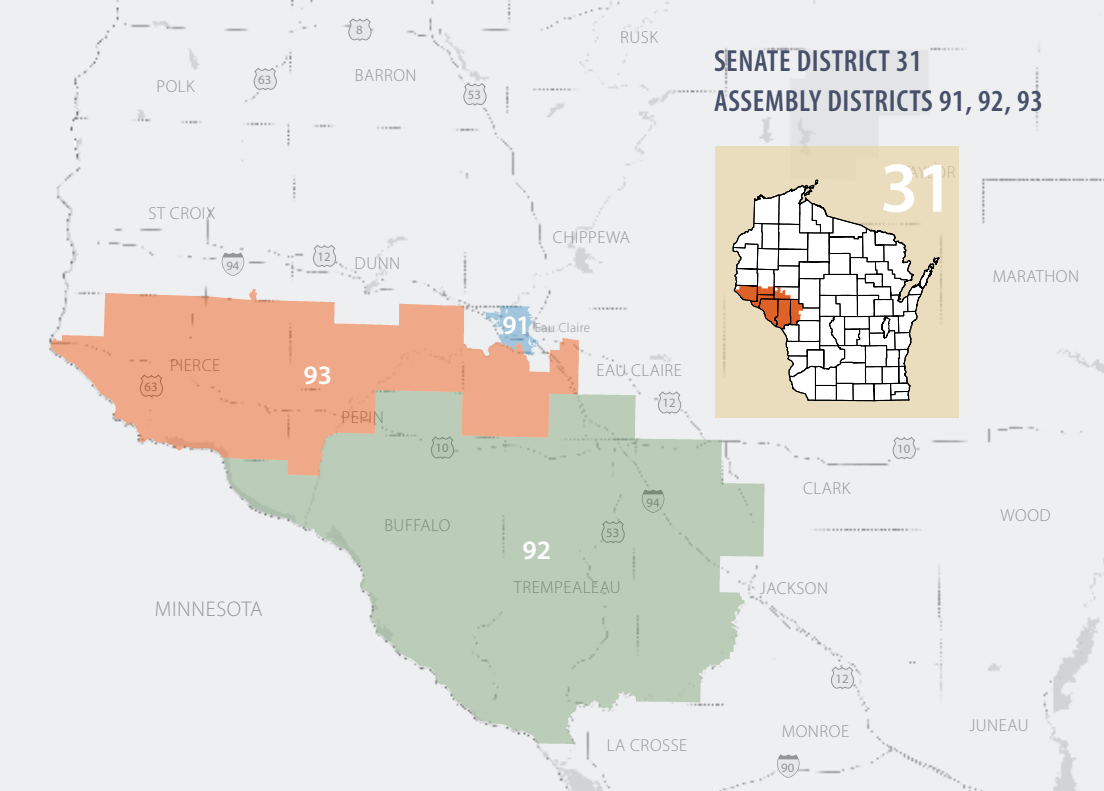 8
RUSK
SENATE DISTRICT 31
POLK
63
BARRON
53
ASSEMBLY DISTRICTS 91, 92, 93
31
TAYLOR
ST CROIX
CHIPPEWA
94
12
DUNN
MARATHON
91
Eau Claire
PIERCE
93
EAU CLAIRE
63
PEPIN
12
10
10
CLARK
94
WOOD
BUFFALO
53
92
TREMPEALEAU
JACKSON
MINNESOTA
12
JUNEAU
MONROE
LA CROSSE
90